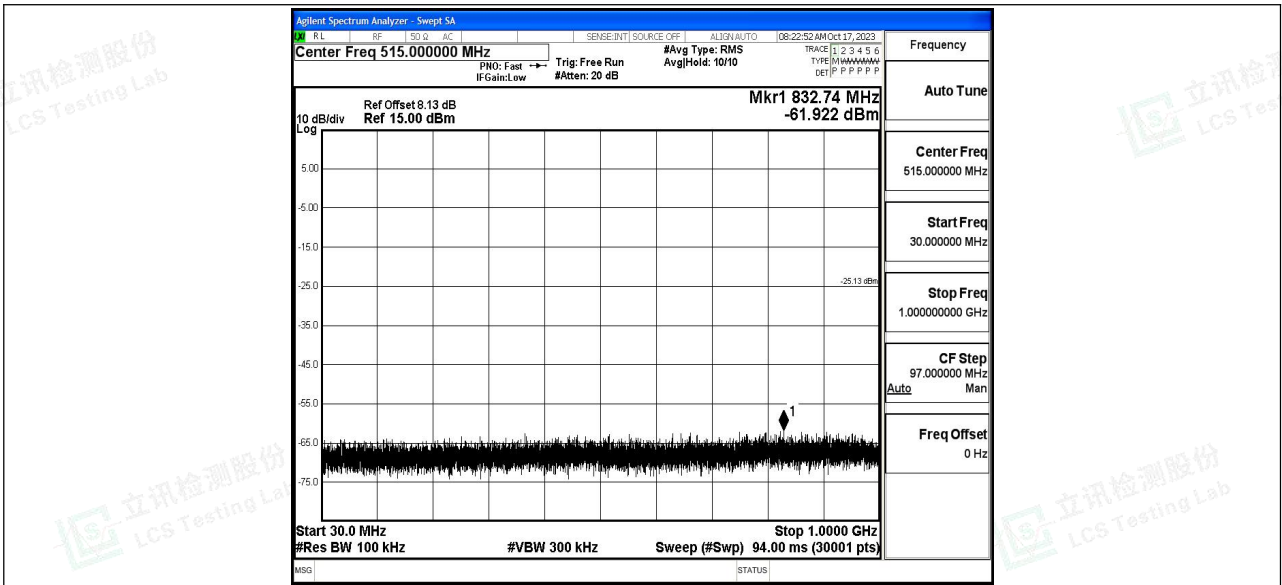 Agilent Spectrum Analyzer - Swept SA
LXI RL RF 50 Ω AC SENSE:INT SOURCE OFF ALIGN AUTO 08:22:52 AM Oct 17, 2023
Center Freq 515.000000 MHz
PNO: Fast
IFGain:Low
Trig: Free Run
#Atten: 20 dB
#Avg Type: RMS
Avg|Hold: 10/10
TRACE 1 2 3 4 5 6
TYPE M W W W W W
DET P P P P P P
Ref Offset 8.13 dB
10 dB/div Ref 15.00 dBm
Log
Mkr1 832.74 MHz
-61.922 dBm
5.00
-5.00
-15.0
-25.0
-25.13 dBm
-35.0
-45.0
-55.0
1
-65.0
-75.0
Start 30.0 MHz Stop 1.0000 GHz
#Res BW 100 kHz #VBW 300 kHz Sweep (#Swp) 94.00 ms (30001 pts)
MSG STATUS
Frequency
Auto Tune
Center Freq
515.000000 MHz
Start Freq
30.000000 MHz
Stop Freq
1.000000000 GHz
CF Step
97.000000 MHz
Auto Man
Freq Offset
0 Hz
立讯检测股份
LCS Testing Lab
立讯检测
LCS Tes
立讯检测股份
LCS Testing Lab
立讯检测股份
LCS Testing Lab